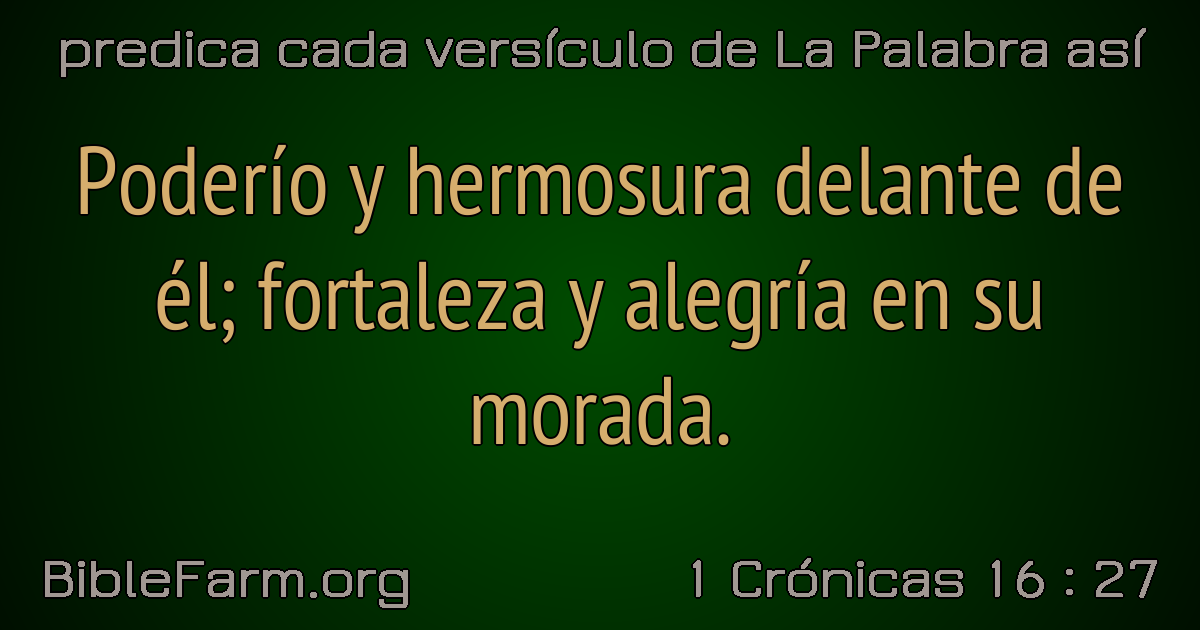 predica cada versículo de La Palabra así
Poderío y hermosura delante de
él; fortaleza y alegría en su
morada.
BibleFarm.org
1 Crónicas 16 : 27